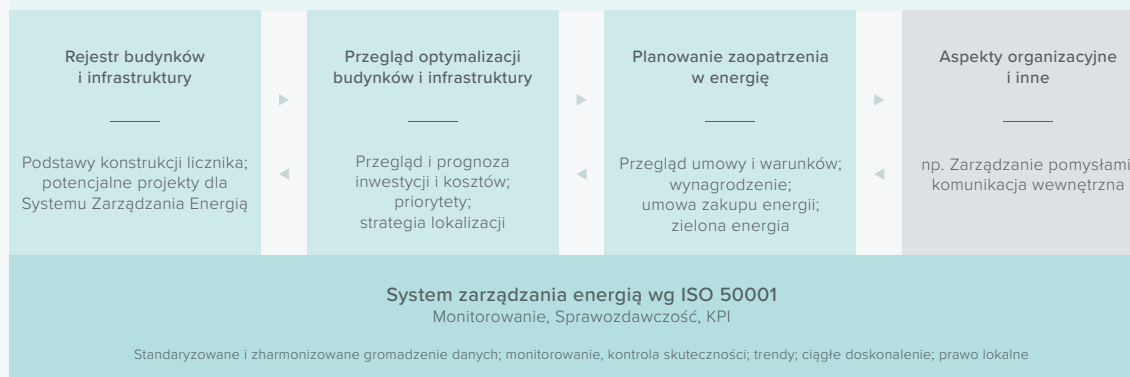 Rejestr budynków
i infrastruktury
Podstawy konstrukcji licznika;
potencjalne projekty dla
Systemu Zarządzania Energią
Przegląd optymalizacji
budynków i infrastruktury
Przegląd i prognoza
inwestycji i kosztów;
priorytety;
strategia lokalizacji
Planowanie zaopatrzenia
w energię
Przegląd umowy i warunków;
wynagrodzenie;
umowa zakupu energii;
zielona energia
Aspekty organizacyjne
i inne
np. Zarządzanie pomysłami
komunikacja wewnętrzna
System zarządzania energią wg ISO 50001
Monitorowanie, Sprawozdawczość, KPI
Standaryzowane i zharmonizowane gromadzenie danych; monitorowanie, kontrola skuteczności; trendy; ciągłe doskonalenie; prawo lokalne